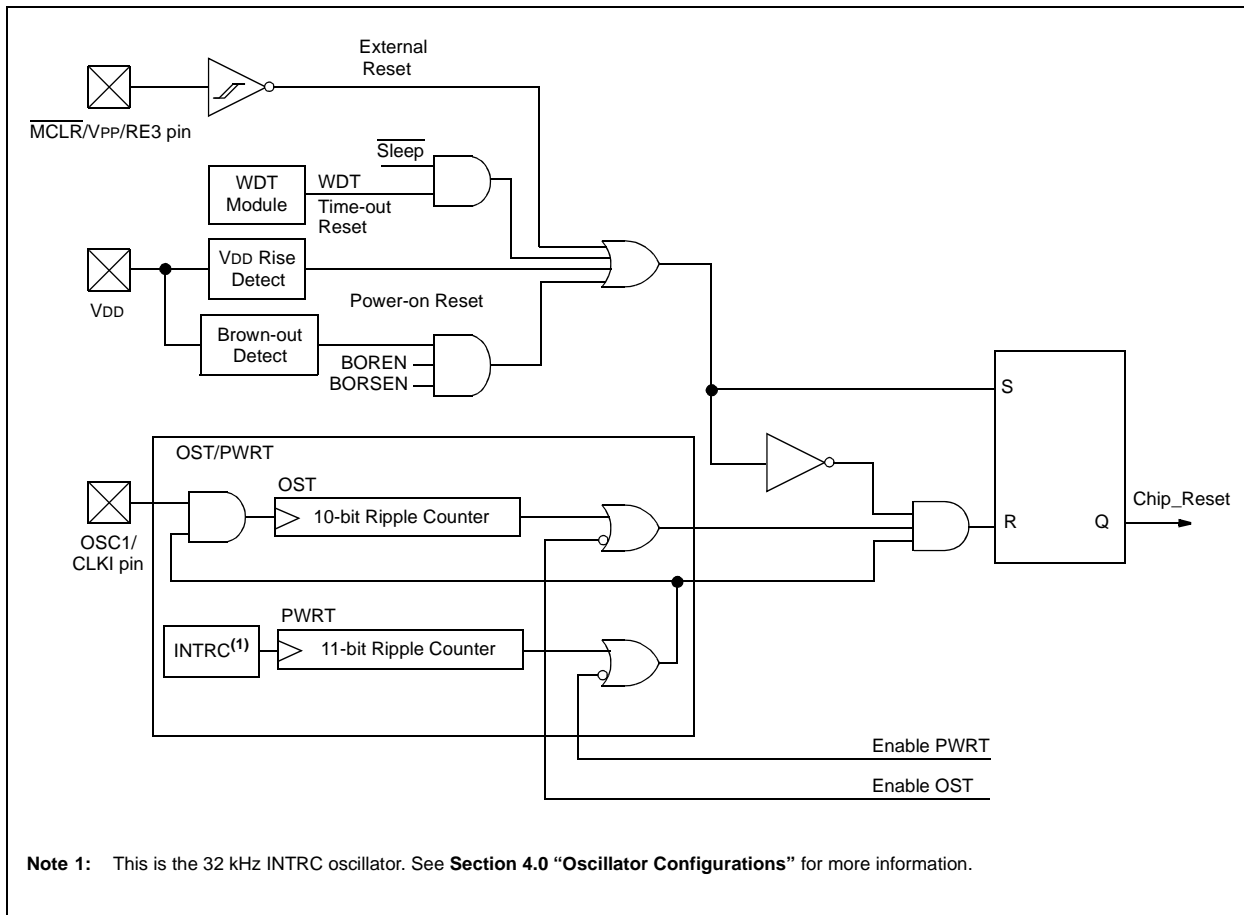 External
Reset
MCLR/VPP/RE3 pin
Sleep
WDT
Module
WDT
Time-out
Reset
VDD Rise
Detect
VDD
Power-on Reset
Brown-out
Detect
BOREN
BORSEN
S
OST/PWRT
OST
10-bit Ripple Counter
OSC1/
CLKI pin
Chip_Reset
R
Q
PWRT
INTRC(1)
11-bit Ripple Counter
Enable PWRT
Enable OST
Note 1: This is the 32 kHz INTRC oscillator. See Section 4.0 “Oscillator Configurations” for more information.